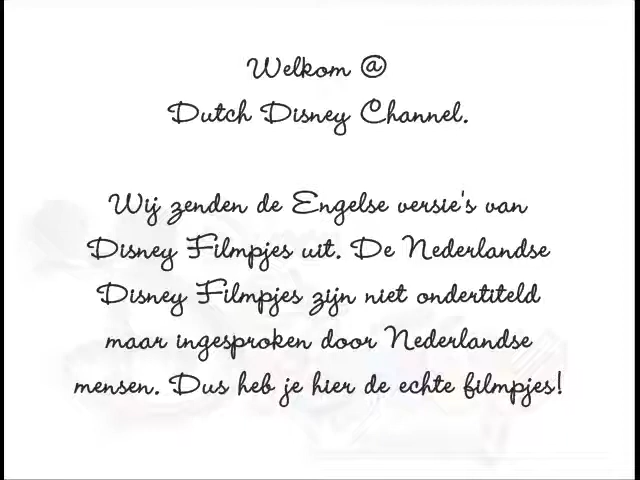 Welkom @
Dutch Disney Channel.
Wij zenden de Engelse versie's van
Disney Filmpjes uit. De Nederlandse
Disney Filmpjes zijn niet ondertiteld
maar ingesproken door Nederlandse
mensen. Dus heb je hier de echte filmpjes!